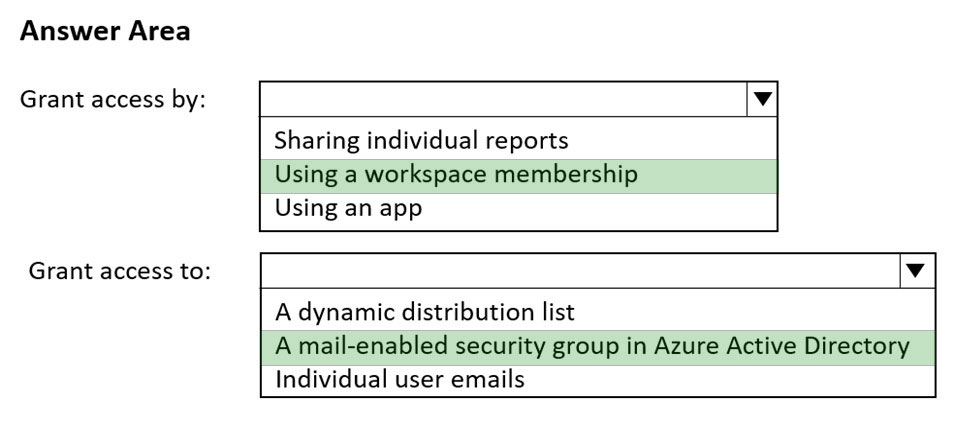 Answer Area
Grant access by:
Sharing individual reports
Using a workspace membership
Using an app
Grant access to:
A dynamic distribution list
A mail-enabled security group in Azure Active Directory
Individual user emails